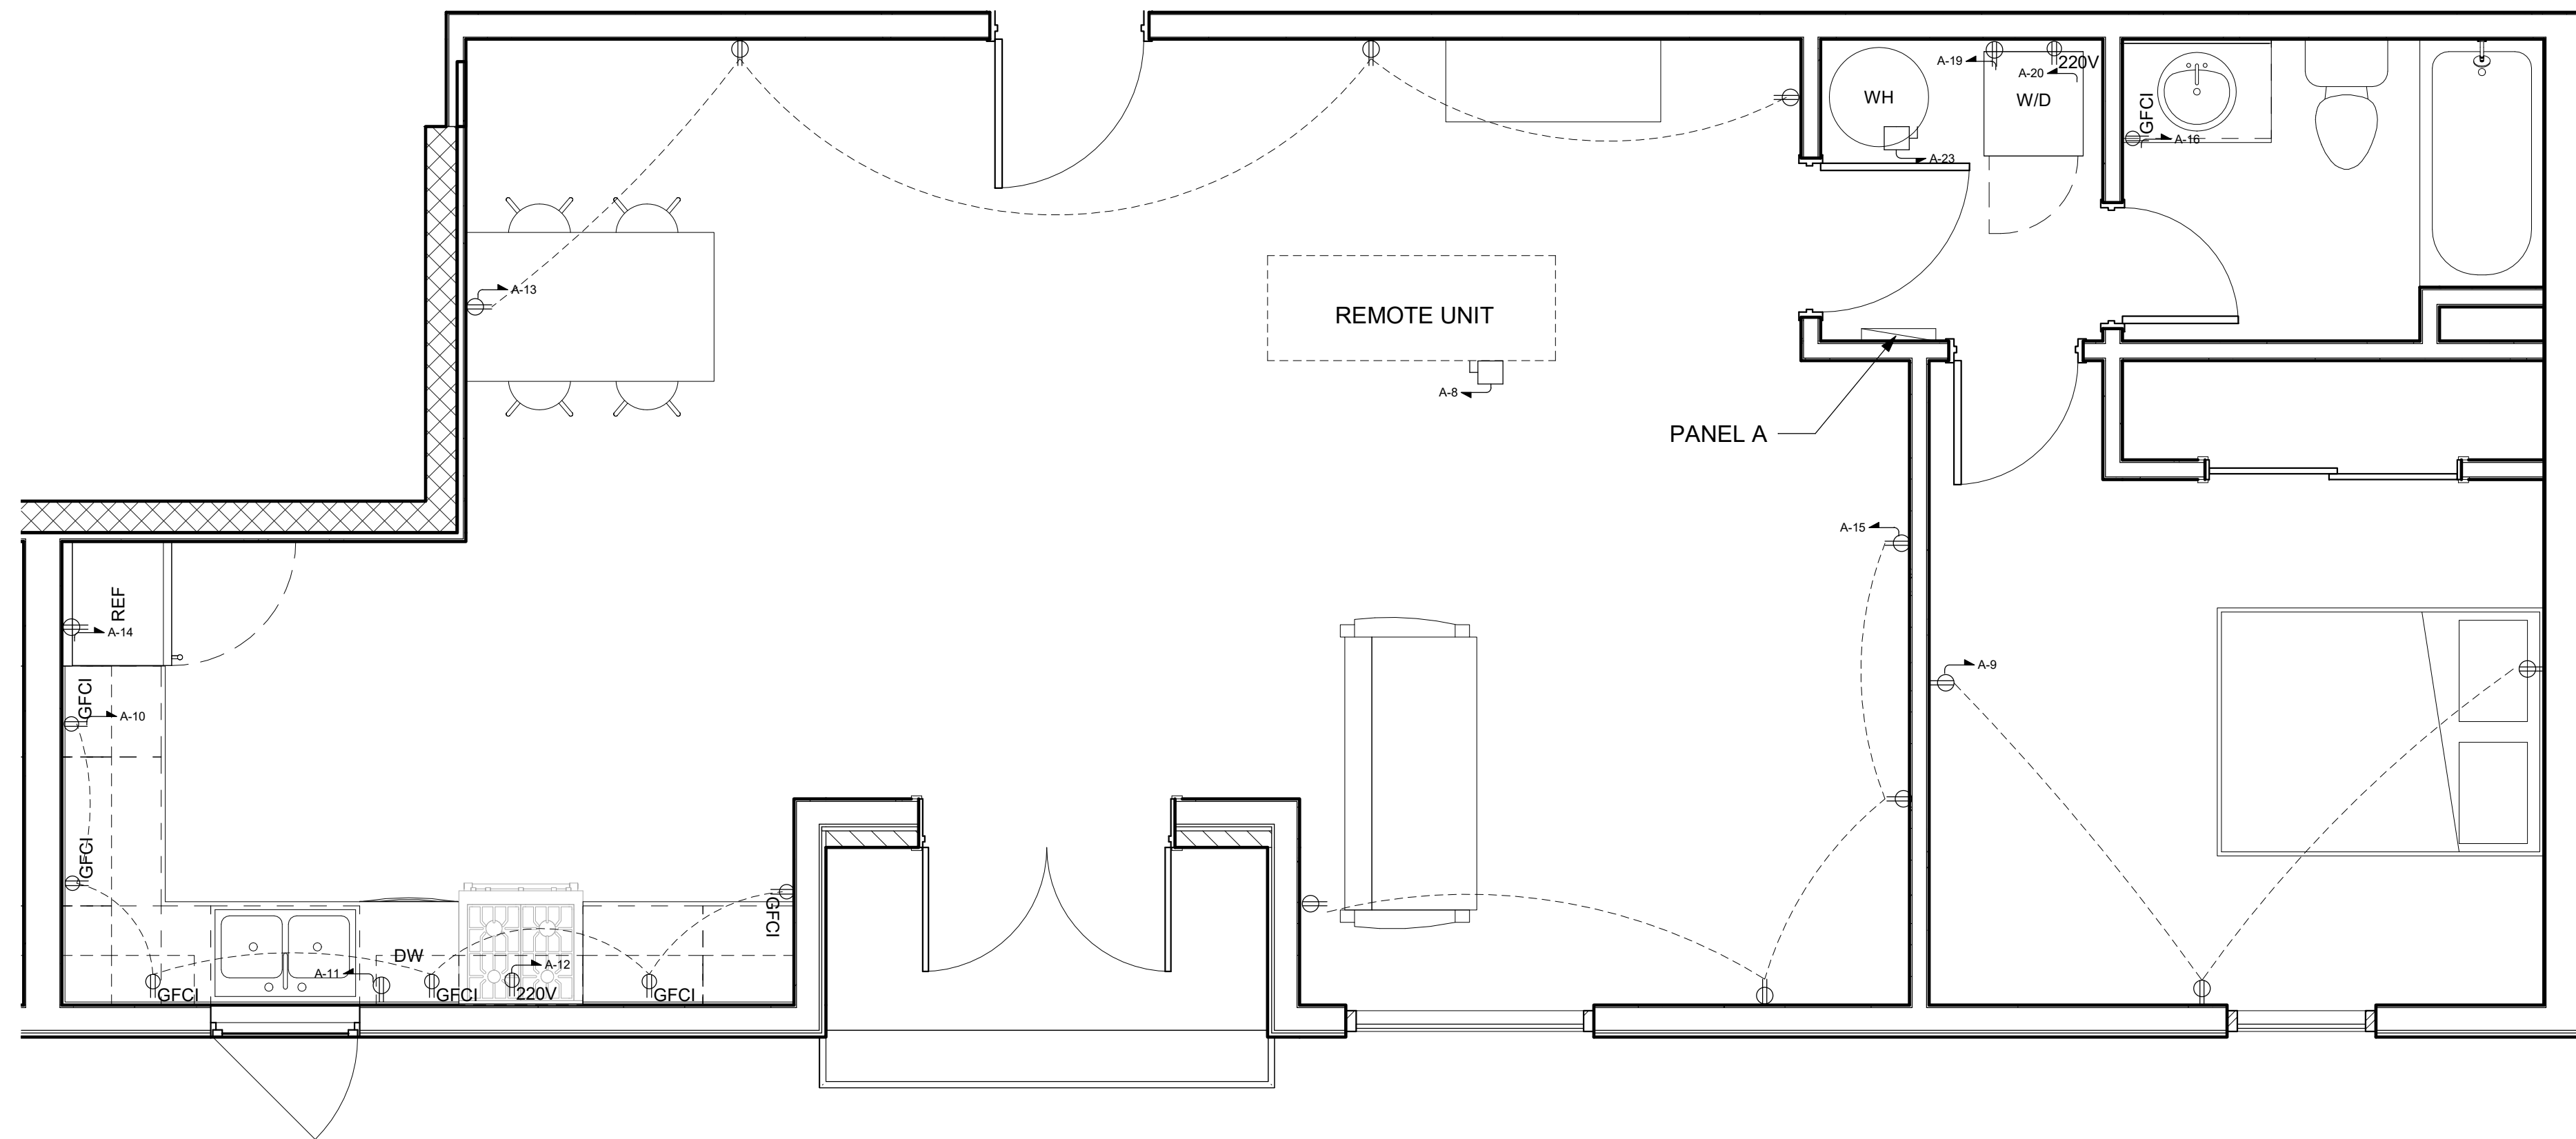 A-19
220V
A-20
WH
W/D
GFCI
A-16
A-23
A-13
REMOTE UNIT
A-8
PANEL A
A-15
REF
A-14
A-9
GFCI
A-10
GFCI
GFCI
DW
A-11
A-12
GFCI
GFCI
220V
GFCI